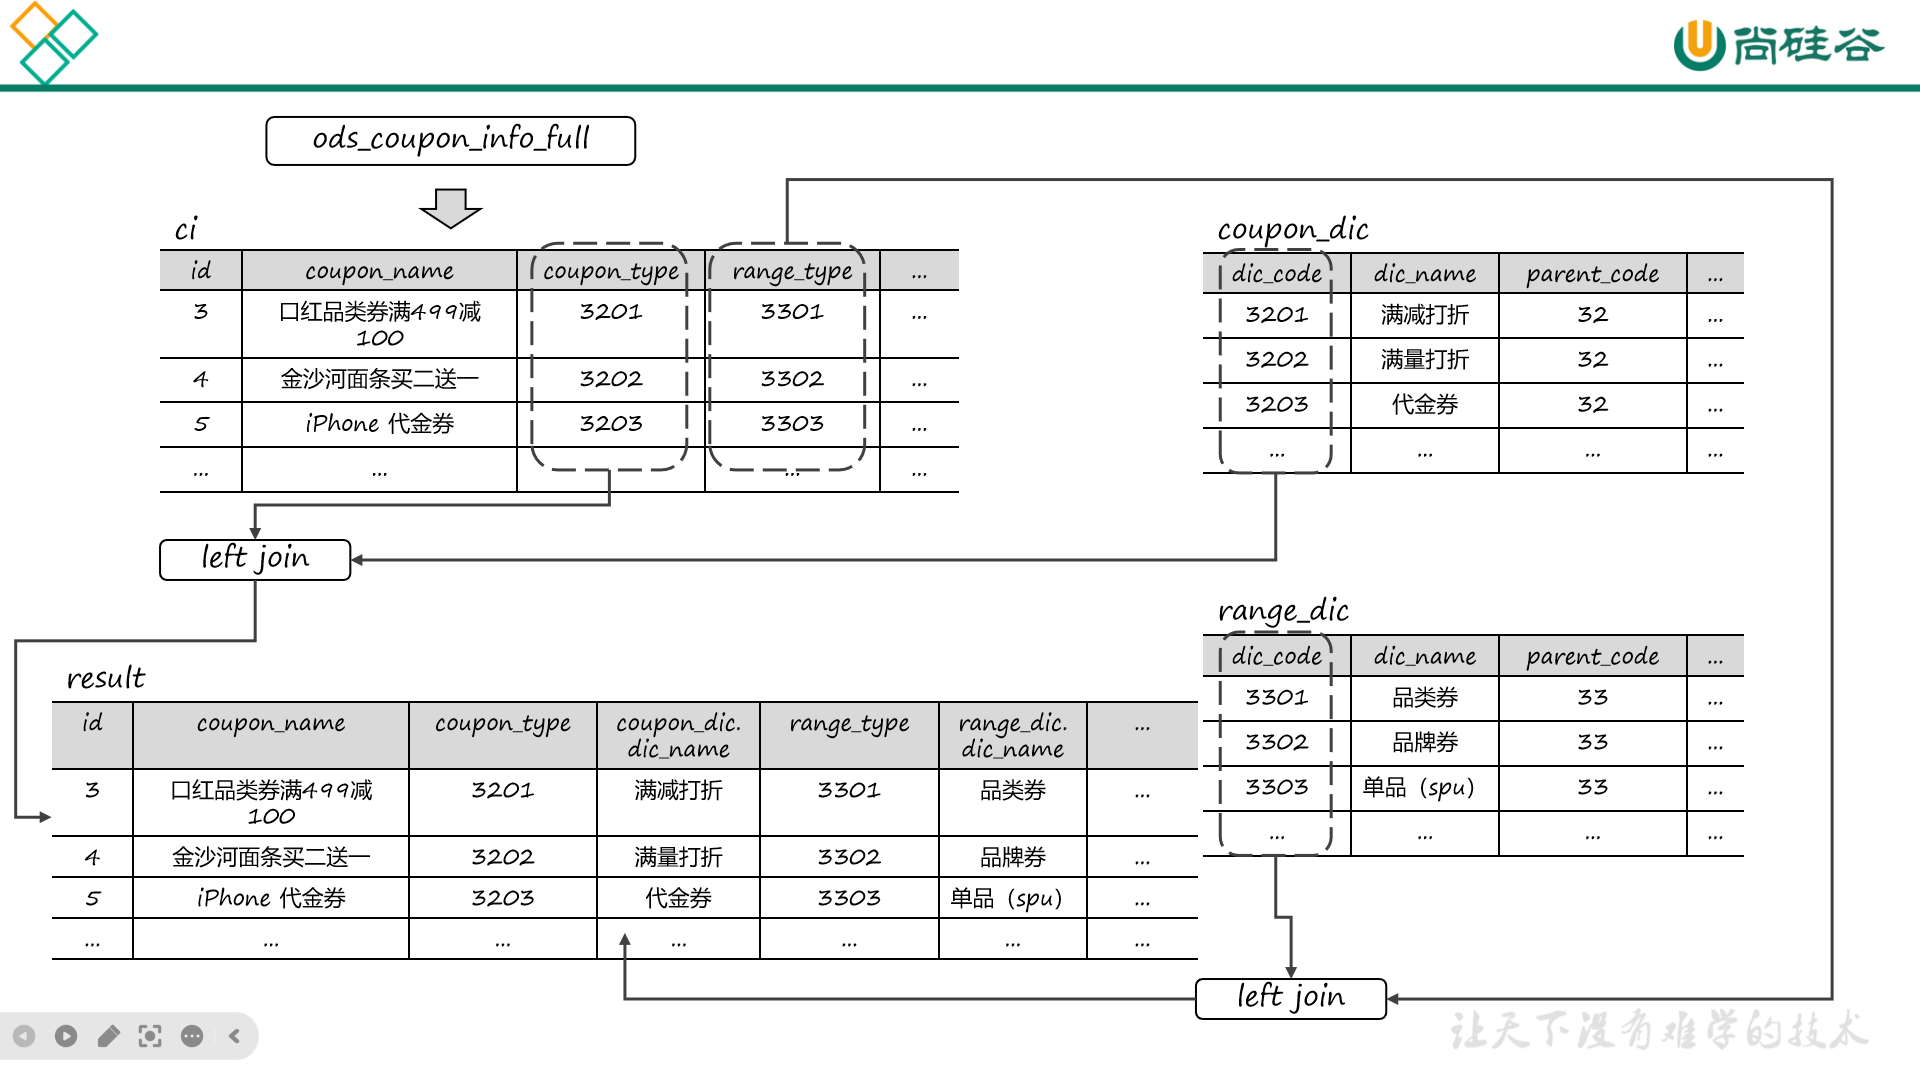 尚硅谷
ods_coupon_info_full
ci
id coupon_name coupon_type range_type ...
3 口红品类券满499减100 3201 3301 ...
4 金沙河面条买二送一 3202 3302 ...
5 iPhone 代金券 3203 3303 ...
... ... ... ...
coupon_dic
dic_code dic_name parent_code ...
3201 满减打折 32 ...
3202 满量打折 32 ...
3203 代金券 32 ...
... ... ... ...
left join
range_dic
dic_code dic_name parent_code ...
3301 品类券 33 ...
3302 品牌券 33 ...
3303 单品（spu） 33 ...
... ... ... ...
result
id coupon_name coupon_type coupon_dic.dic_name range_type range_dic.dic_name ...
3 口红品类券满499减100 3201 满减打折 3301 品类券 ...
4 金沙河面条买二送一 3202 满量打折 3302 品牌券 ...
5 iPhone 代金券 3203 代金券 3303 单品（spu） ...
... ... ... ... ... ... ...
left join
让天下没有难学的技术